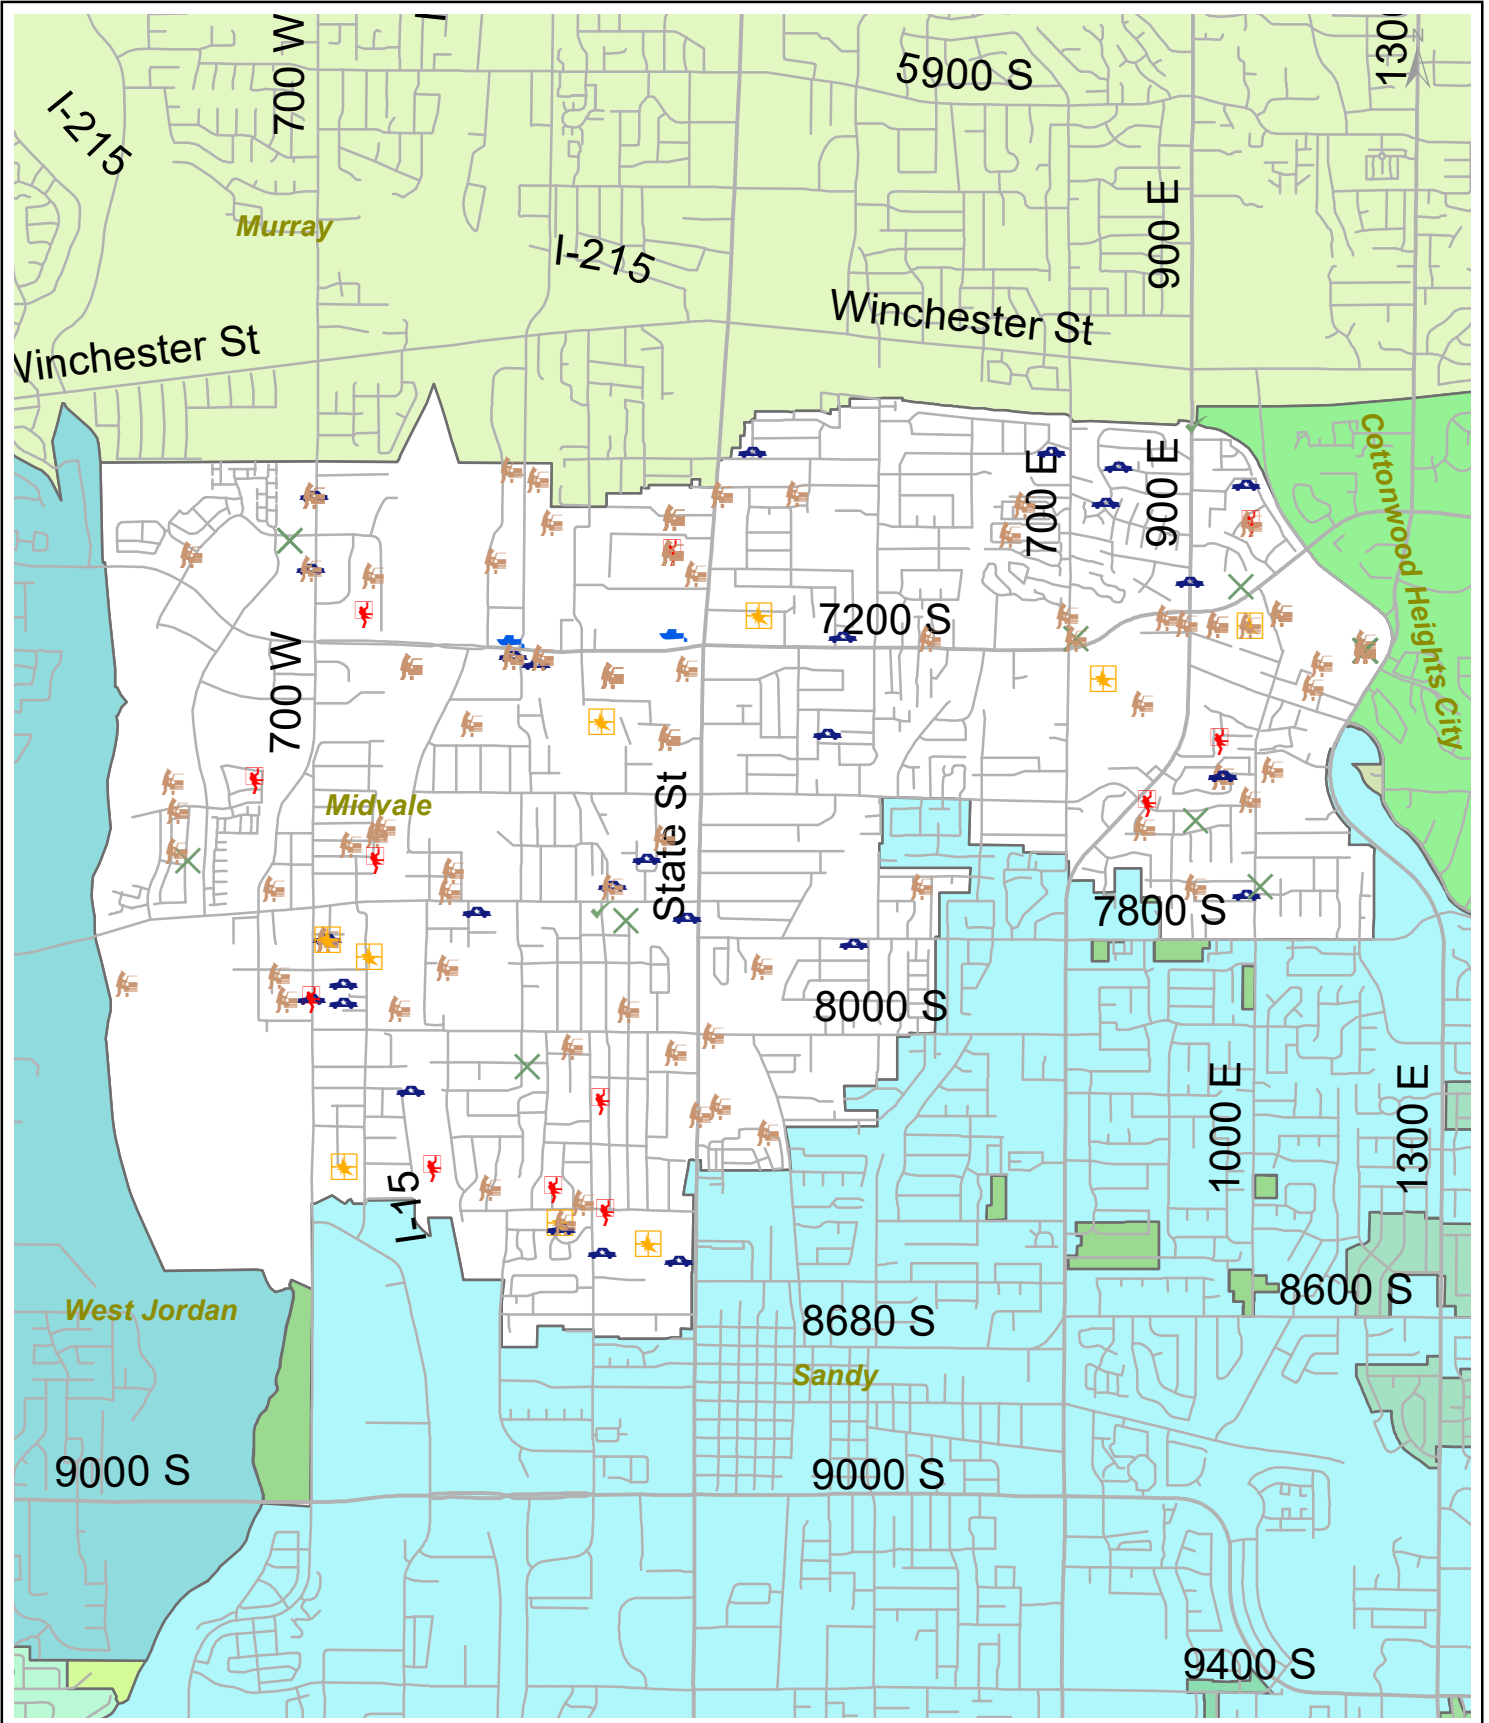 700 W
5900 S
1300
I-215
Murray
900 E
I-215
Winchester St
Winchester St
Cottonwood Heights City
700 E
900 E
7200 S
700 W
Midvale
State St
7800 S
8000 S
1000 E
1300 E
I-15
West Jordan
8600 S
8680 S
Sandy
9000 S
9000 S
9400 S